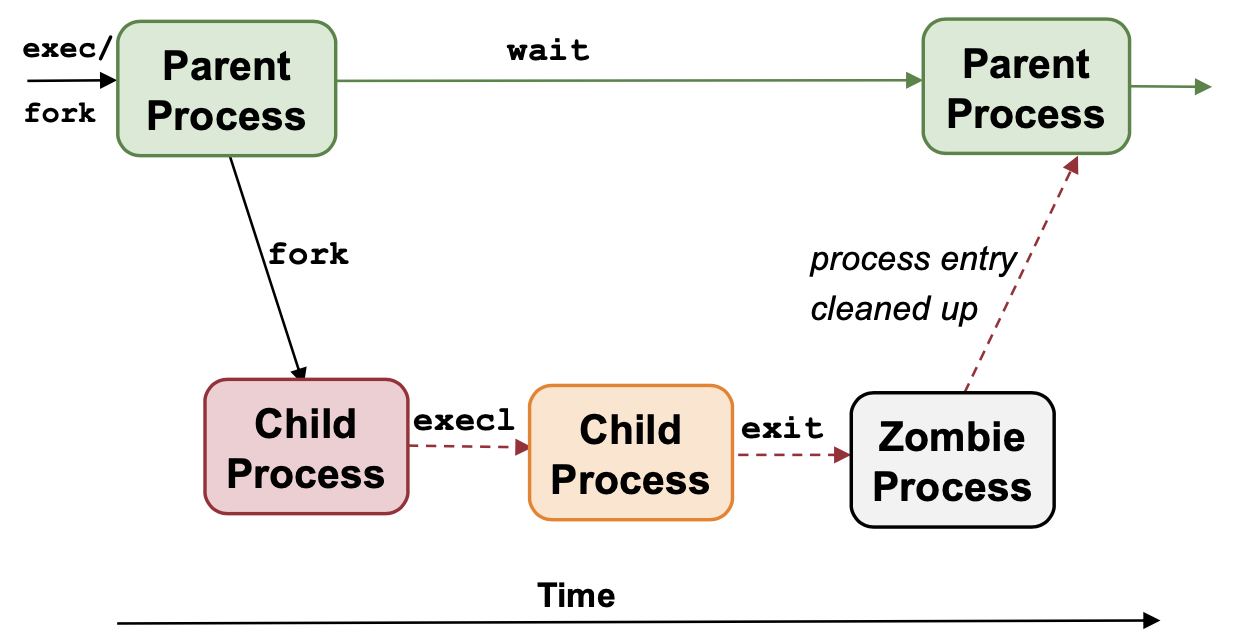 exec/
fork
Parent
Process
wait
Parent
Process
fork
process entry
cleaned up
Child
Process
execl
Child
Process
exit
Zombie
Process
Time